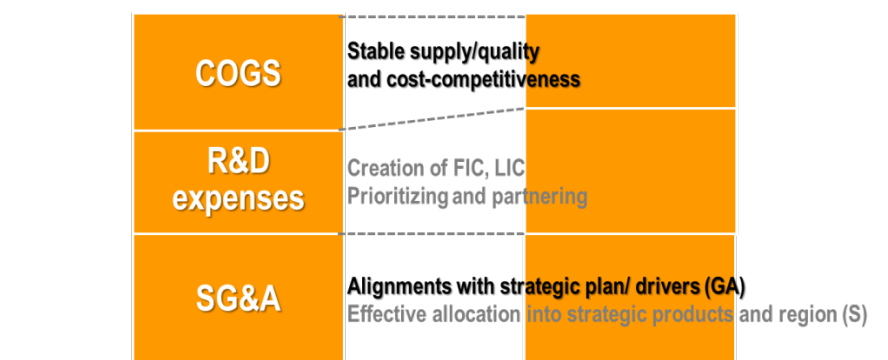 COGS
Stable supply/quality
and cost-competitiveness
R&D
expenses
Creation of FIC, LIC
Prioritizing and partnering
SG&A
Alignments with strategic plan/ drivers (GA)
Effective allocation into strategic products and region (S)